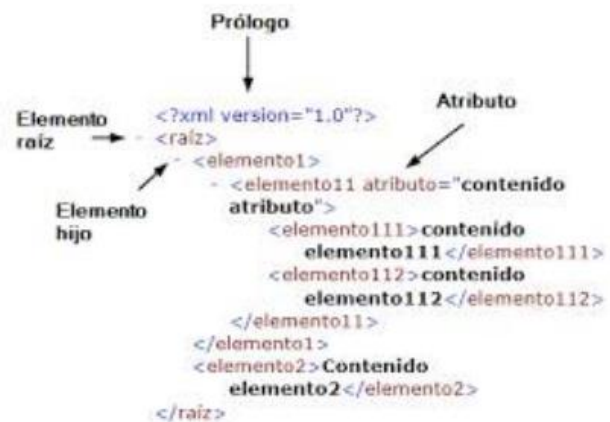 Prólogo
<?xml version="1.0"?>
Atributo
Elemento
raíz
- <raíz>
- <elemento1>
- <elemento11 atributo="contenido
atributo">
Elemento
hijo
<elemento111>contenido
elemento111</elemento111>
<elemento112>contenido
elemento112</elemento112>
</elemento11>
</elemento1>
<elemento2>Contenido
elemento2</elemento2>
</raíz>